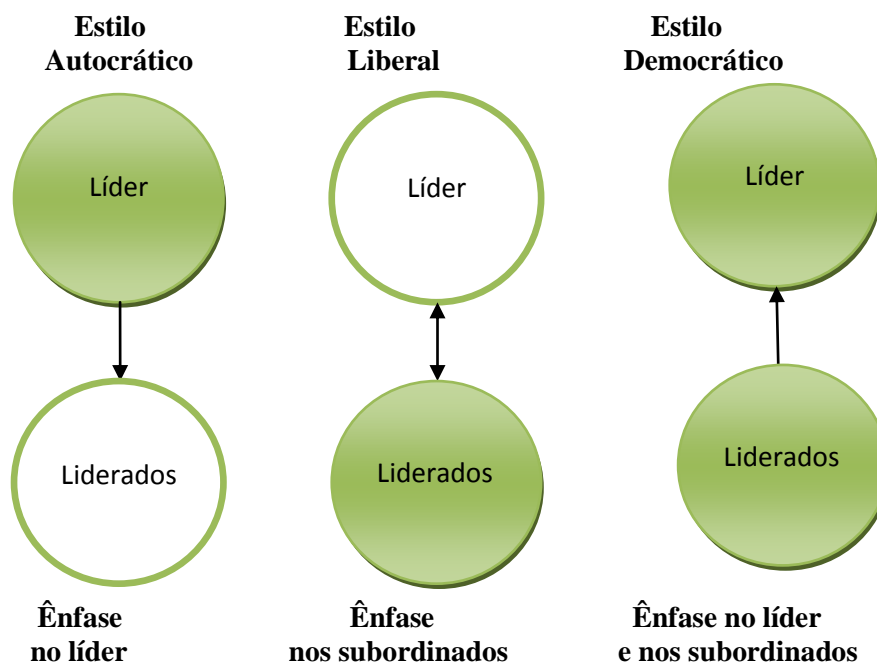 Estilo
Autocrático
Líder
Liderados
Ênfase
no líder
Estilo
Liberal
Líder
Liderados
Ênfase
nos subordinados
Estilo
Democrático
Líder
Liderados
Ênfase no líder
e nos subordinados